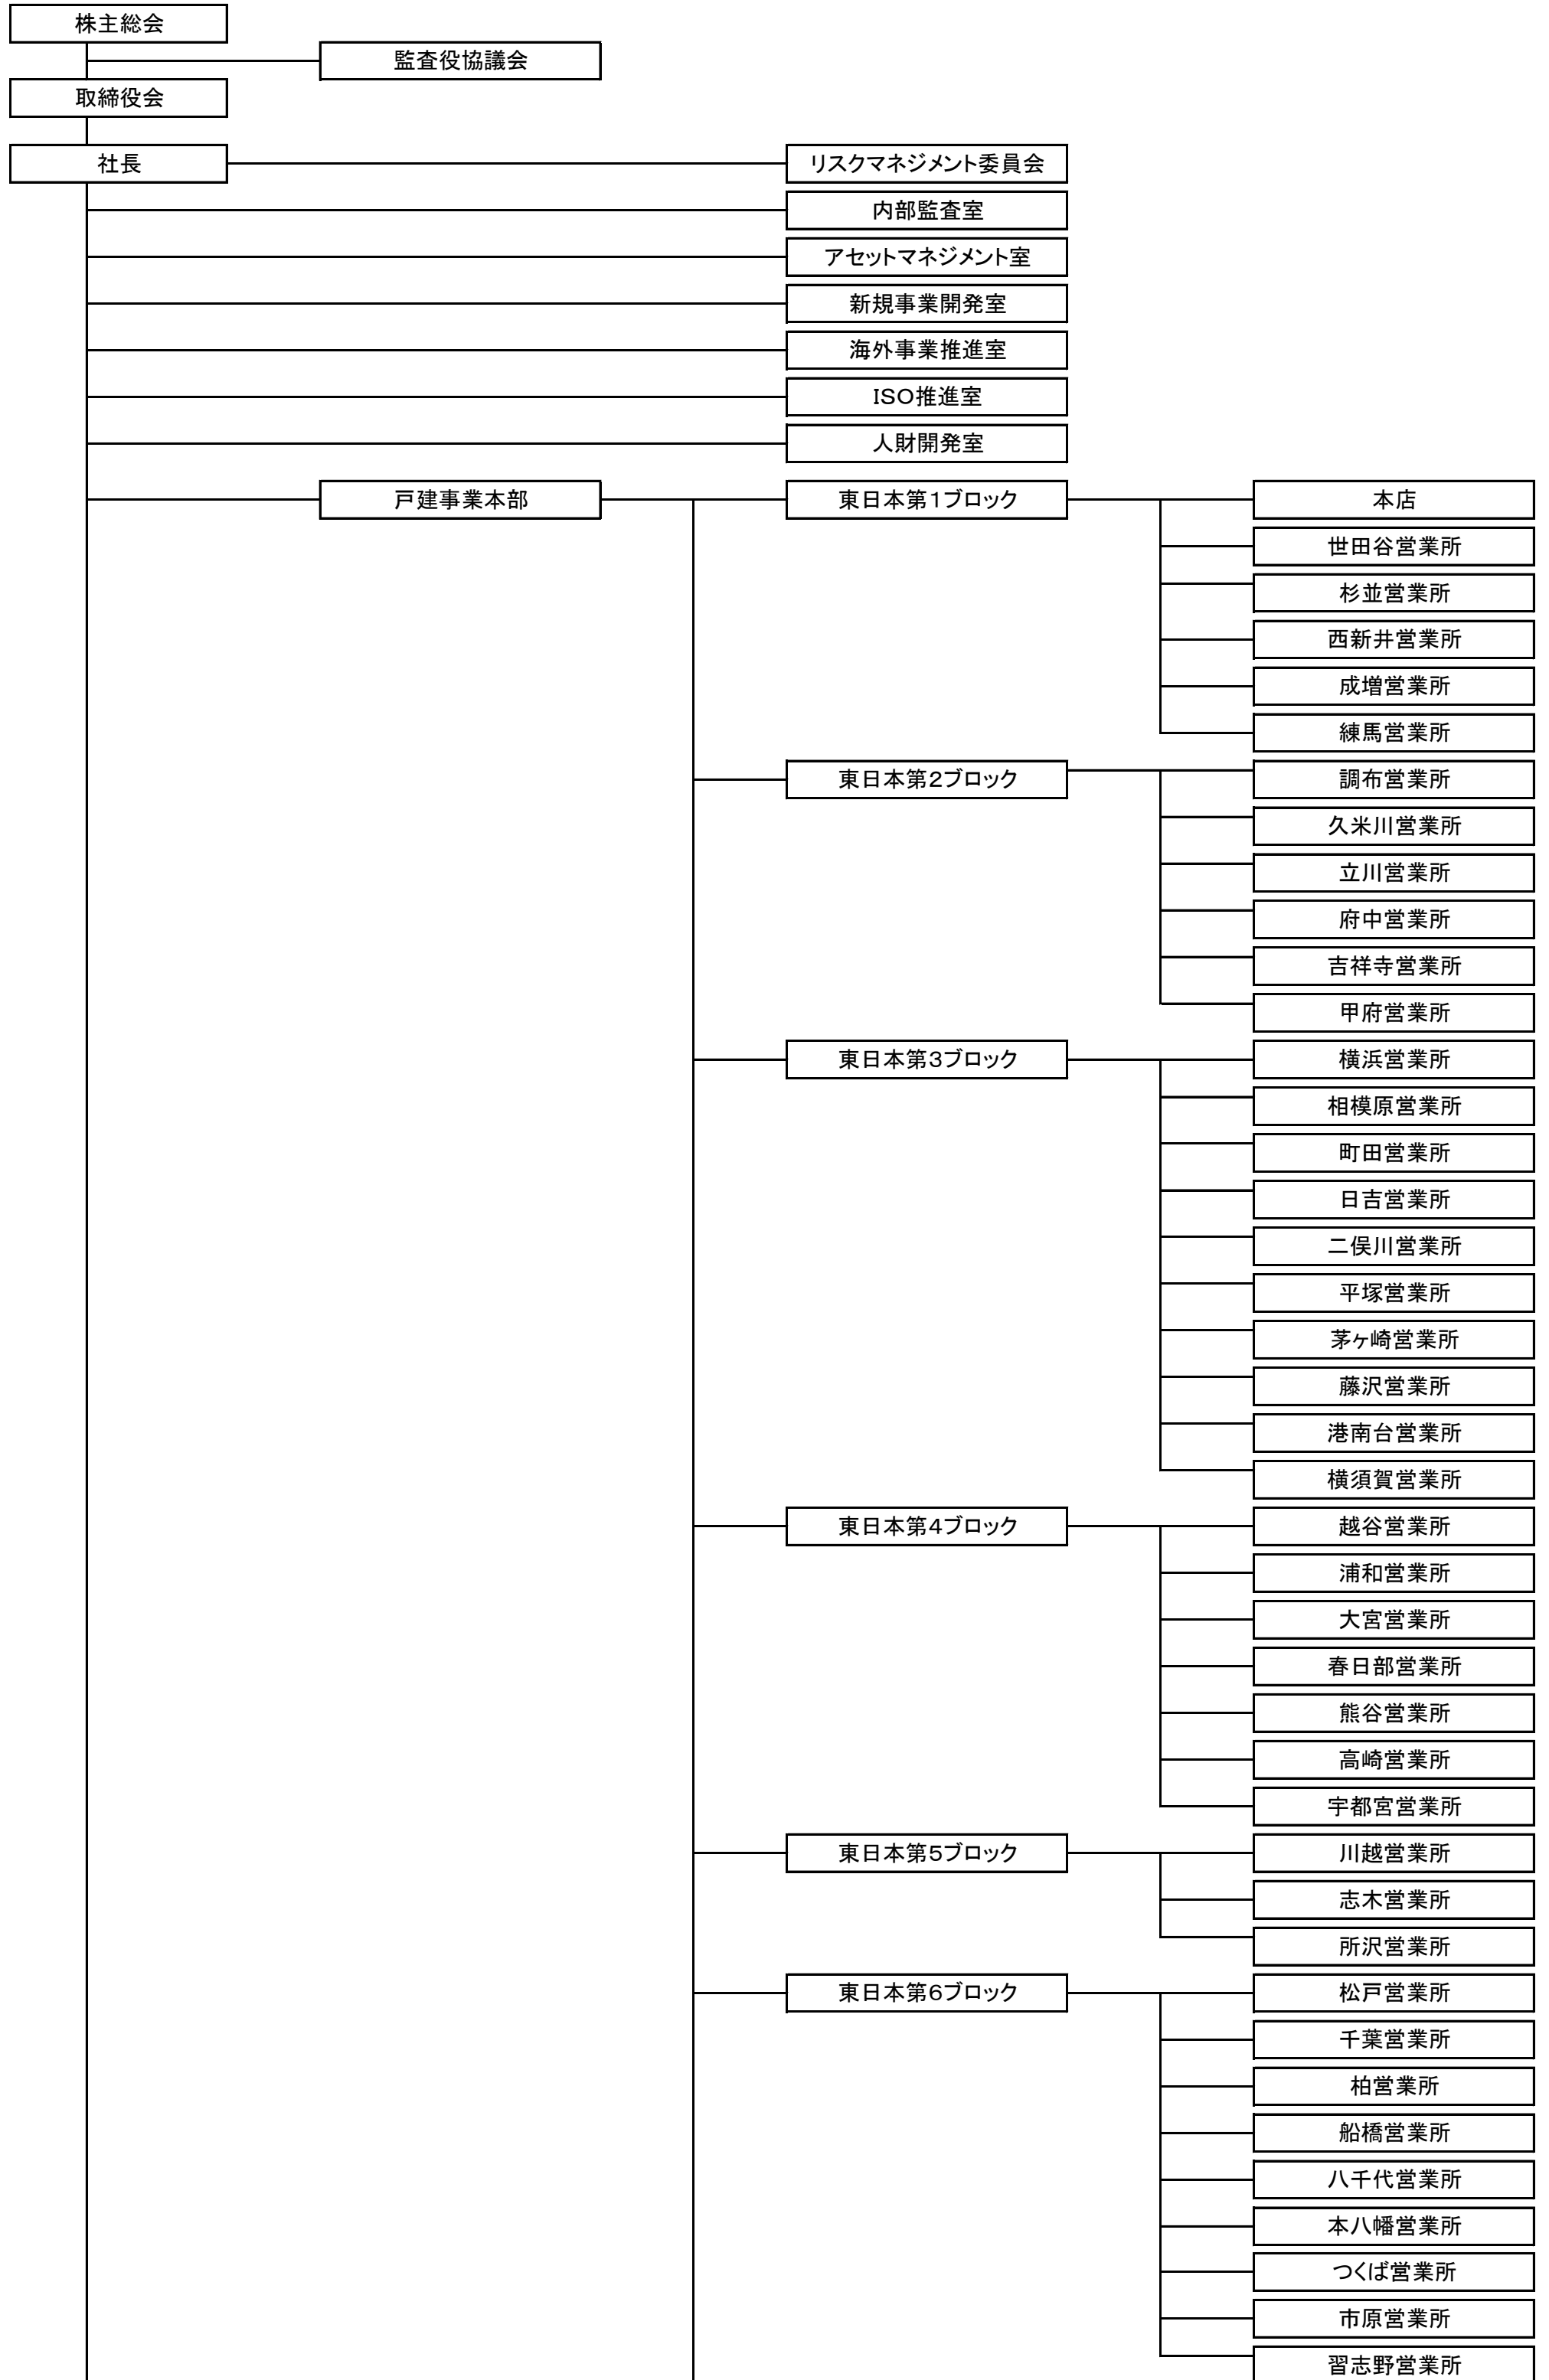 株主総会
監査役協議会
取締役会
社長
リスクマネジメント委員会
内部監査室
アセットマネジメント室
新規事業開発室
海外事業推進室
ISO推進室
人財開発室
戸建事業本部
東日本第1ブロック
本店
世田谷営業所
杉並営業所
西新井営業所
成増営業所
練馬営業所
東日本第2ブロック
調布営業所
久米川営業所
立川営業所
府中営業所
吉祥寺営業所
甲府営業所
東日本第3ブロック
横浜営業所
相模原営業所
町田営業所
日吉営業所
二俣川営業所
平塚営業所
茅ヶ崎営業所
藤沢営業所
港南台営業所
横須賀営業所
東日本第4ブロック
越谷営業所
浦和営業所
大宮営業所
春日部営業所
熊谷営業所
高崎営業所
宇都宮営業所
東日本第5ブロック
川越営業所
志木営業所
所沢営業所
東日本第6ブロック
松戸営業所
千葉営業所
柏営業所
船橋営業所
八千代営業所
本八幡営業所
つくば営業所
市原営業所
習志野営業所